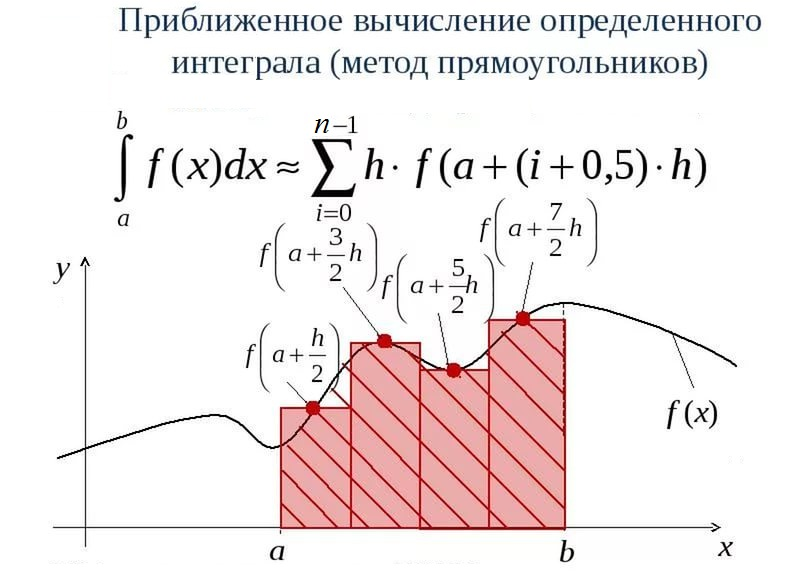 Приближенное вычисление определенного
интеграла (метод прямоугольников)
∫_a^b f(x)dx ≈ ∑_{i=0}^{n−1} h · f(a+(i+0,5)·h)
f(a+7/2 h)
f(a+3/2 h)
f(a+5/2 h)
y
f(a+h/2)
f(x)
a
b
x